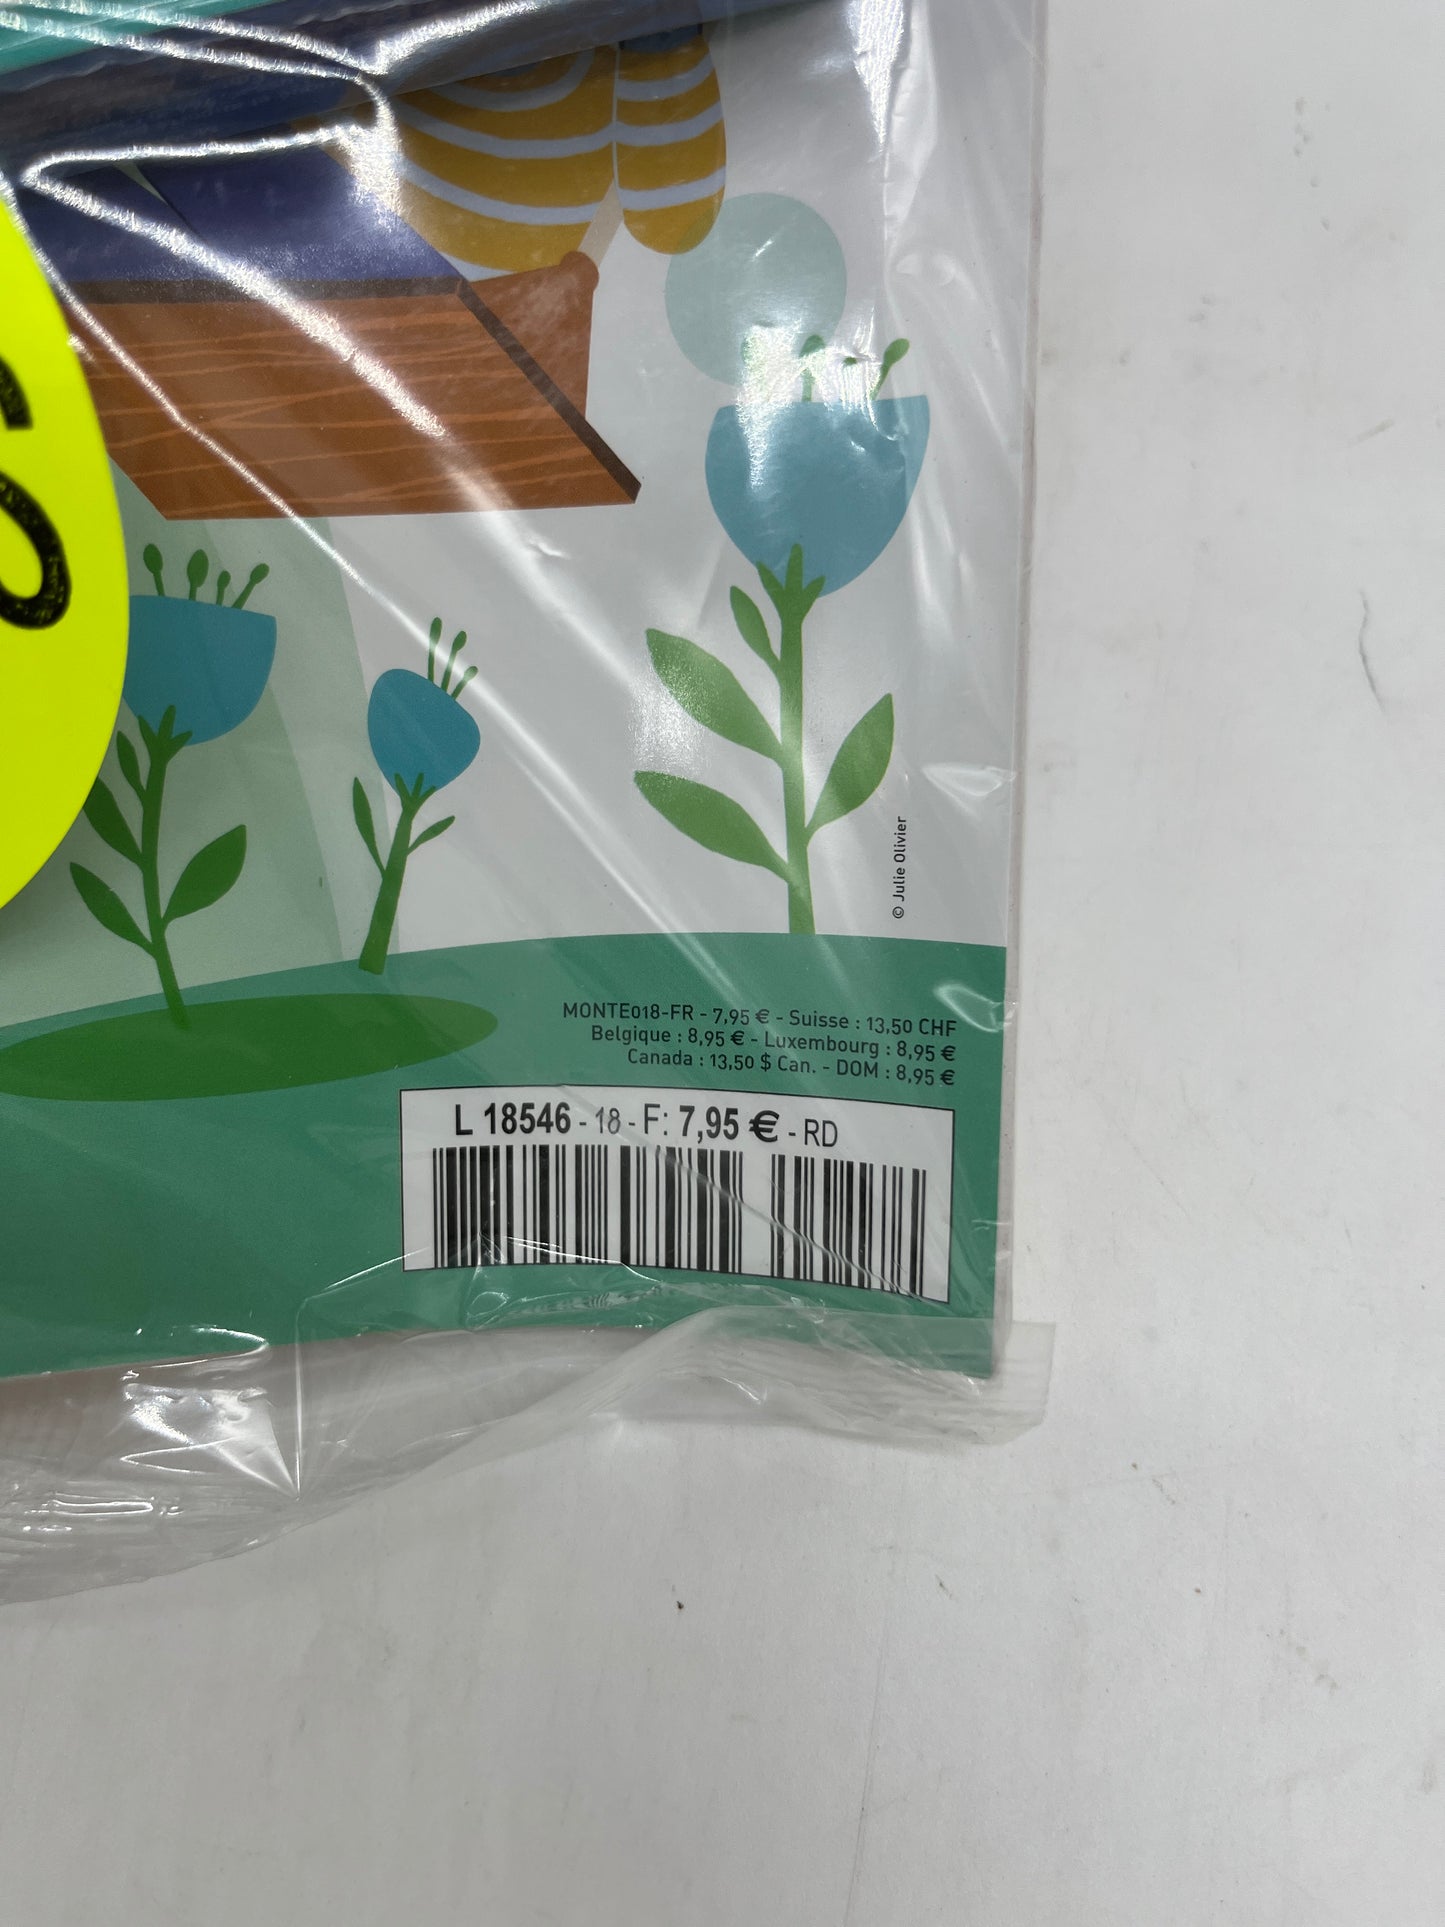 © Julie Olivier
MONTE018-FR - 7,95 € - Suisse : 13,50 CHF
Belgique : 8,95 € - Luxembourg : 8,95 €
Canada : 13,50 $ Can. - DOM : 8,95 €
L 18546 - 18 - F: 7,95 € - RD